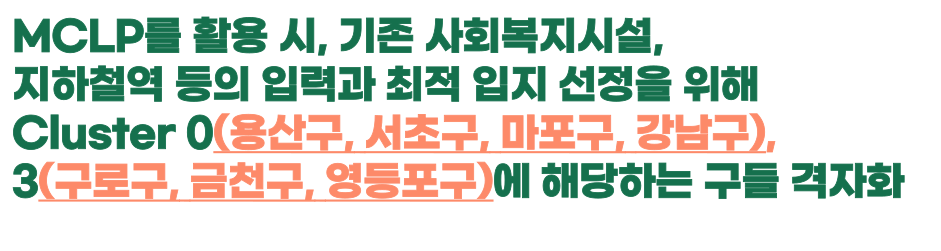 MCLP를 활용 시, 기존 사회복지시설,
지하철역 등의 입력과 최적 입지 선정을 위해
Cluster 0(용산구, 서초구, 마포구, 강남구),
3(구로구, 금천구, 영등포구)에 해당하는 구들 격자화